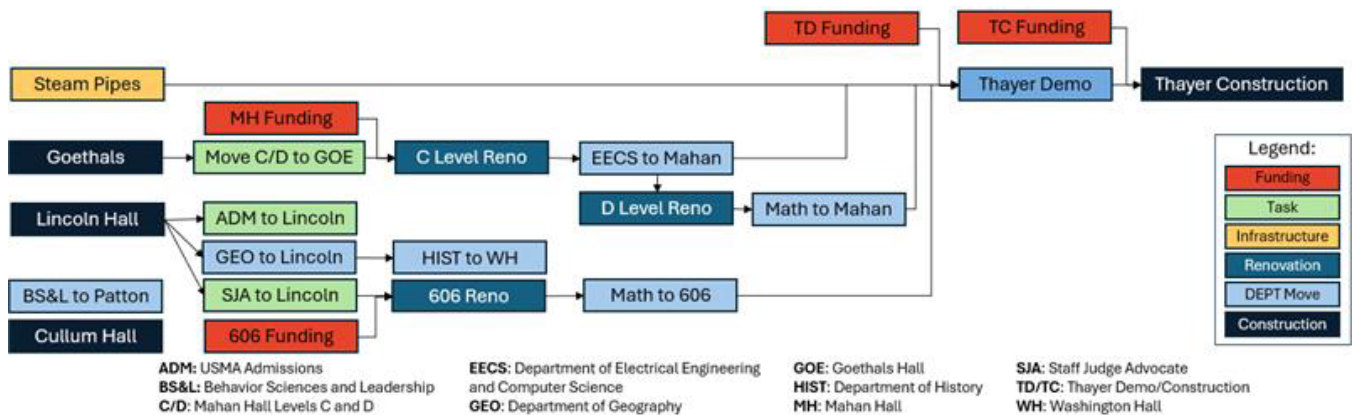 TD Funding
TC Funding
Steam Pipes
Thayer Demo
Thayer Construction
MH Funding
Goethals
Move C/D to GOE
C Level Reno
EECS to Mahan
Lincoln Hall
ADM to Lincoln
D Level Reno
Math to Mahan
GEO to Lincoln
HIST to WH
BS&L to Patton
SJA to Lincoln
606 Reno
Math to 606
Cullum Hall
606 Funding
Legend:
Funding
Task
Infrastructure
Renovation
DEPT Move
Construction
ADM: USMA Admissions
BS&L: Behavior Sciences and Leadership
C/D: Mahan Hall Levels C and D
EECS: Department of Electrical Engineering
and Computer Science
GEO: Department of Geography
GOE: Goethals Hall
HIST: Department of History
MH: Mahan Hall
SJA: Staff Judge Advocate
TD/TC: Thayer Demo/Construction
WH: Washington Hall